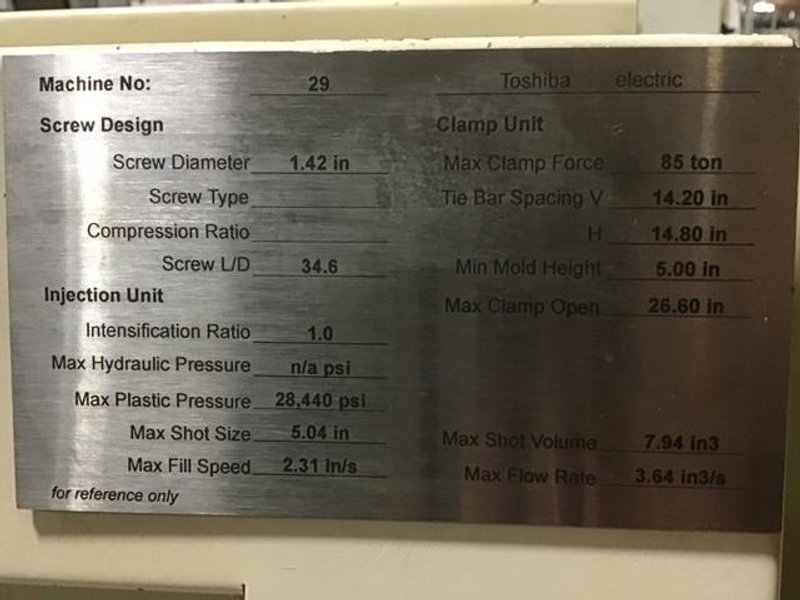 Machine No: 29 Toshiba electric
Screw Design
Screw Diameter 1.42 in
Screw Type
Compression Ratio
Screw L/D 34.6
Injection Unit
Intensification Ratio 1.0
Max Hydraulic Pressure n/a psi
Max Plastic Pressure 28,440 psi
Max Shot Size 5.04 in
Max Fill Speed 2.31 in/s
for reference only
Clamp Unit
Max Clamp Force 85 ton
Tie Bar Spacing V 14.20 in
H 14.80 in
Min Mold Height 5.00 in
Max Clamp Open 26.60 in
Max Shot Volume 7.94 in3
Max Flow Rate 3.64 in3/s